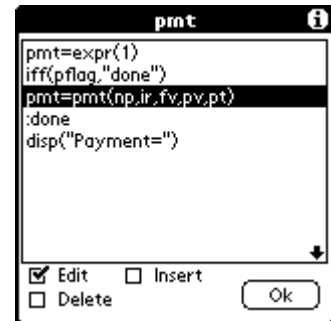 pmt
pmt=expr(1)
iff(pflag,"done")
pmt=pmt(np,ir,fv,pv,pt)
:done
disp("Payment=")
Edit Insert
Delete
Ok